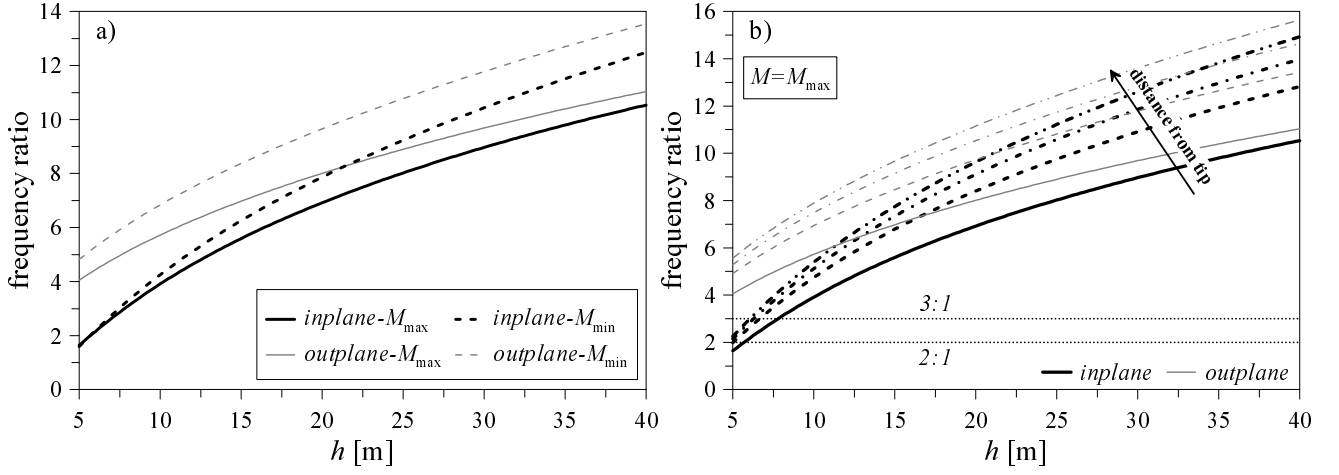 a)
frequency ratio
14
12
10
8
6
4
2
0
inplane-Mmax
inplane-Mmin
outplane-Mmax
outplane-Mmin
5 10 15 20 25 30 35 40
h [m]
b)
frequency ratio
16
14
12
10
8
6
4
2
0
M=Mmax
distance from tip
3:1
2:1
inplane outplane
5 10 15 20 25 30 35 40
h [m]